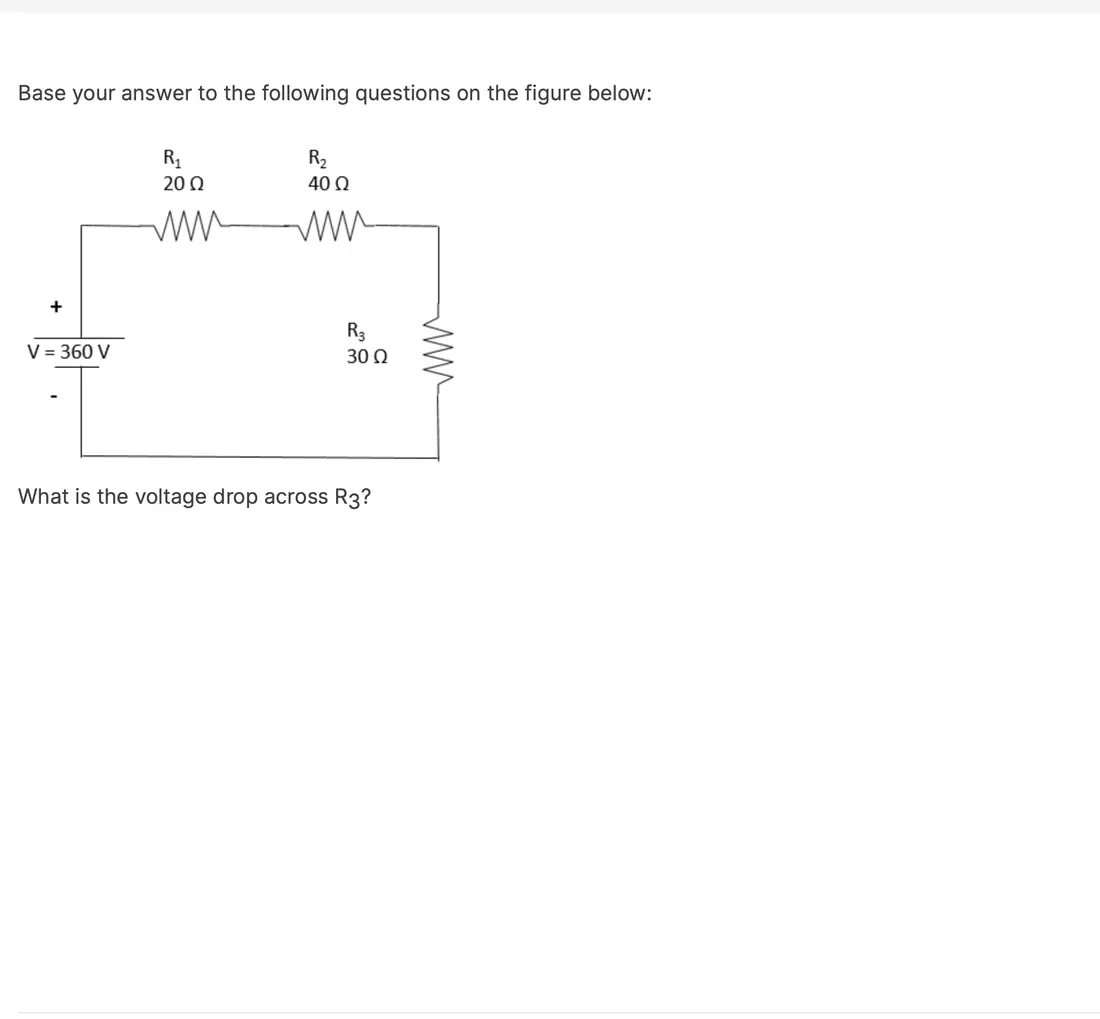 Base your answer to the following questions on the figure below:
R₁
20 Ω
R₂
40 Ω
+
V = 360 V
-
R₃
30 Ω
What is the voltage drop across R3?